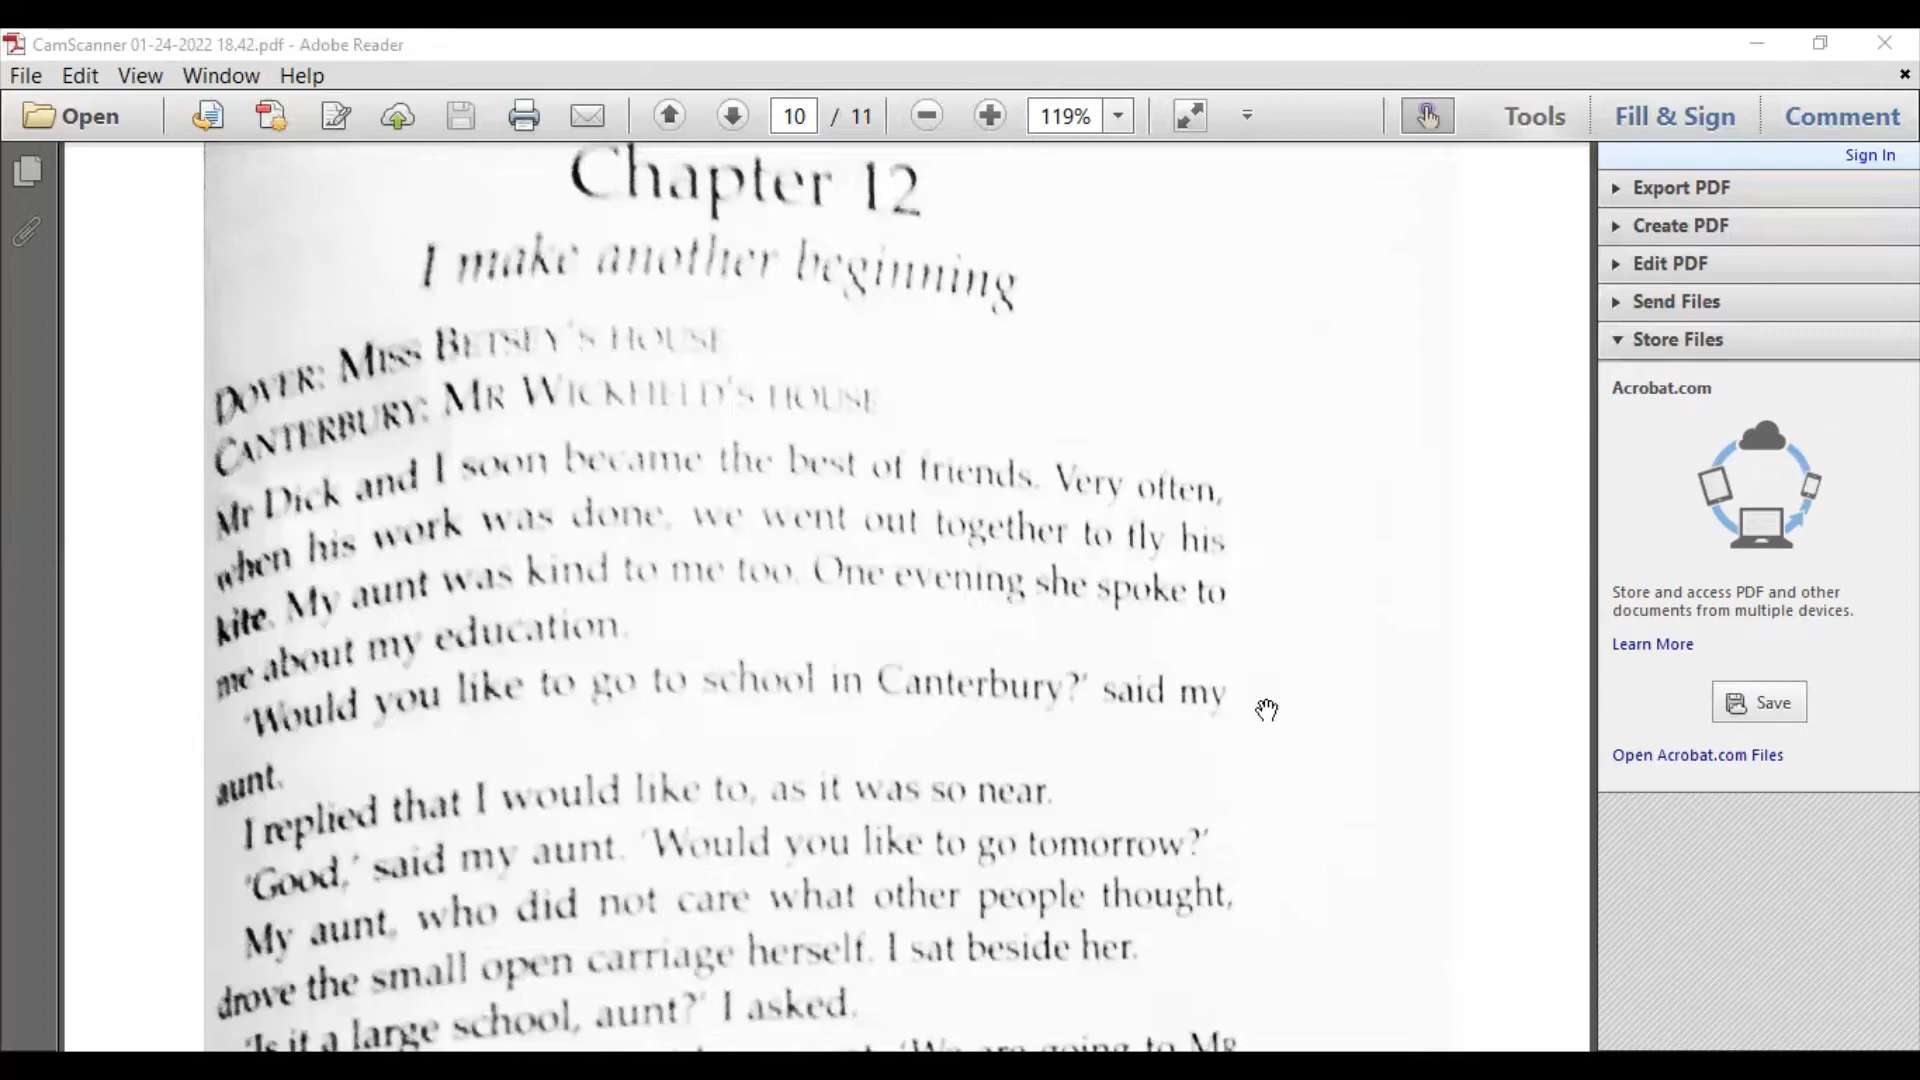 CamScanner 01-24-2022 18.42.pdf - Adobe Reader
File Edit View Window Help
Open 10 / 11 119% Tools Fill & Sign Comment
Sign In
Export PDF
Create PDF
Edit PDF
Send Files
Store Files
Acrobat.com
Store and access PDF and other
documents from multiple devices.
Learn More
Save
Open Acrobat.com Files
Chapter 12
I make another beginning
DOVER: MISS BETSEY'S HOUSE
CANTERBURY: MR WICKFIELD'S HOUSE
Mr Dick and I soon became the best of friends. Very often,
when his work was done, we went out together to fly his
kite. My aunt was kind to me too. One evening she spoke to
me about my education.
'Would you like to go to school in Canterbury?' said my
aunt.
I replied that I would like to, as it was so near.
'Good,' said my aunt. 'Would you like to go tomorrow?'
My aunt, who did not care what other people thought,
drove the small open carriage herself. I sat beside her.
'Is it a large school, aunt?' I asked.
'We are going to Mr